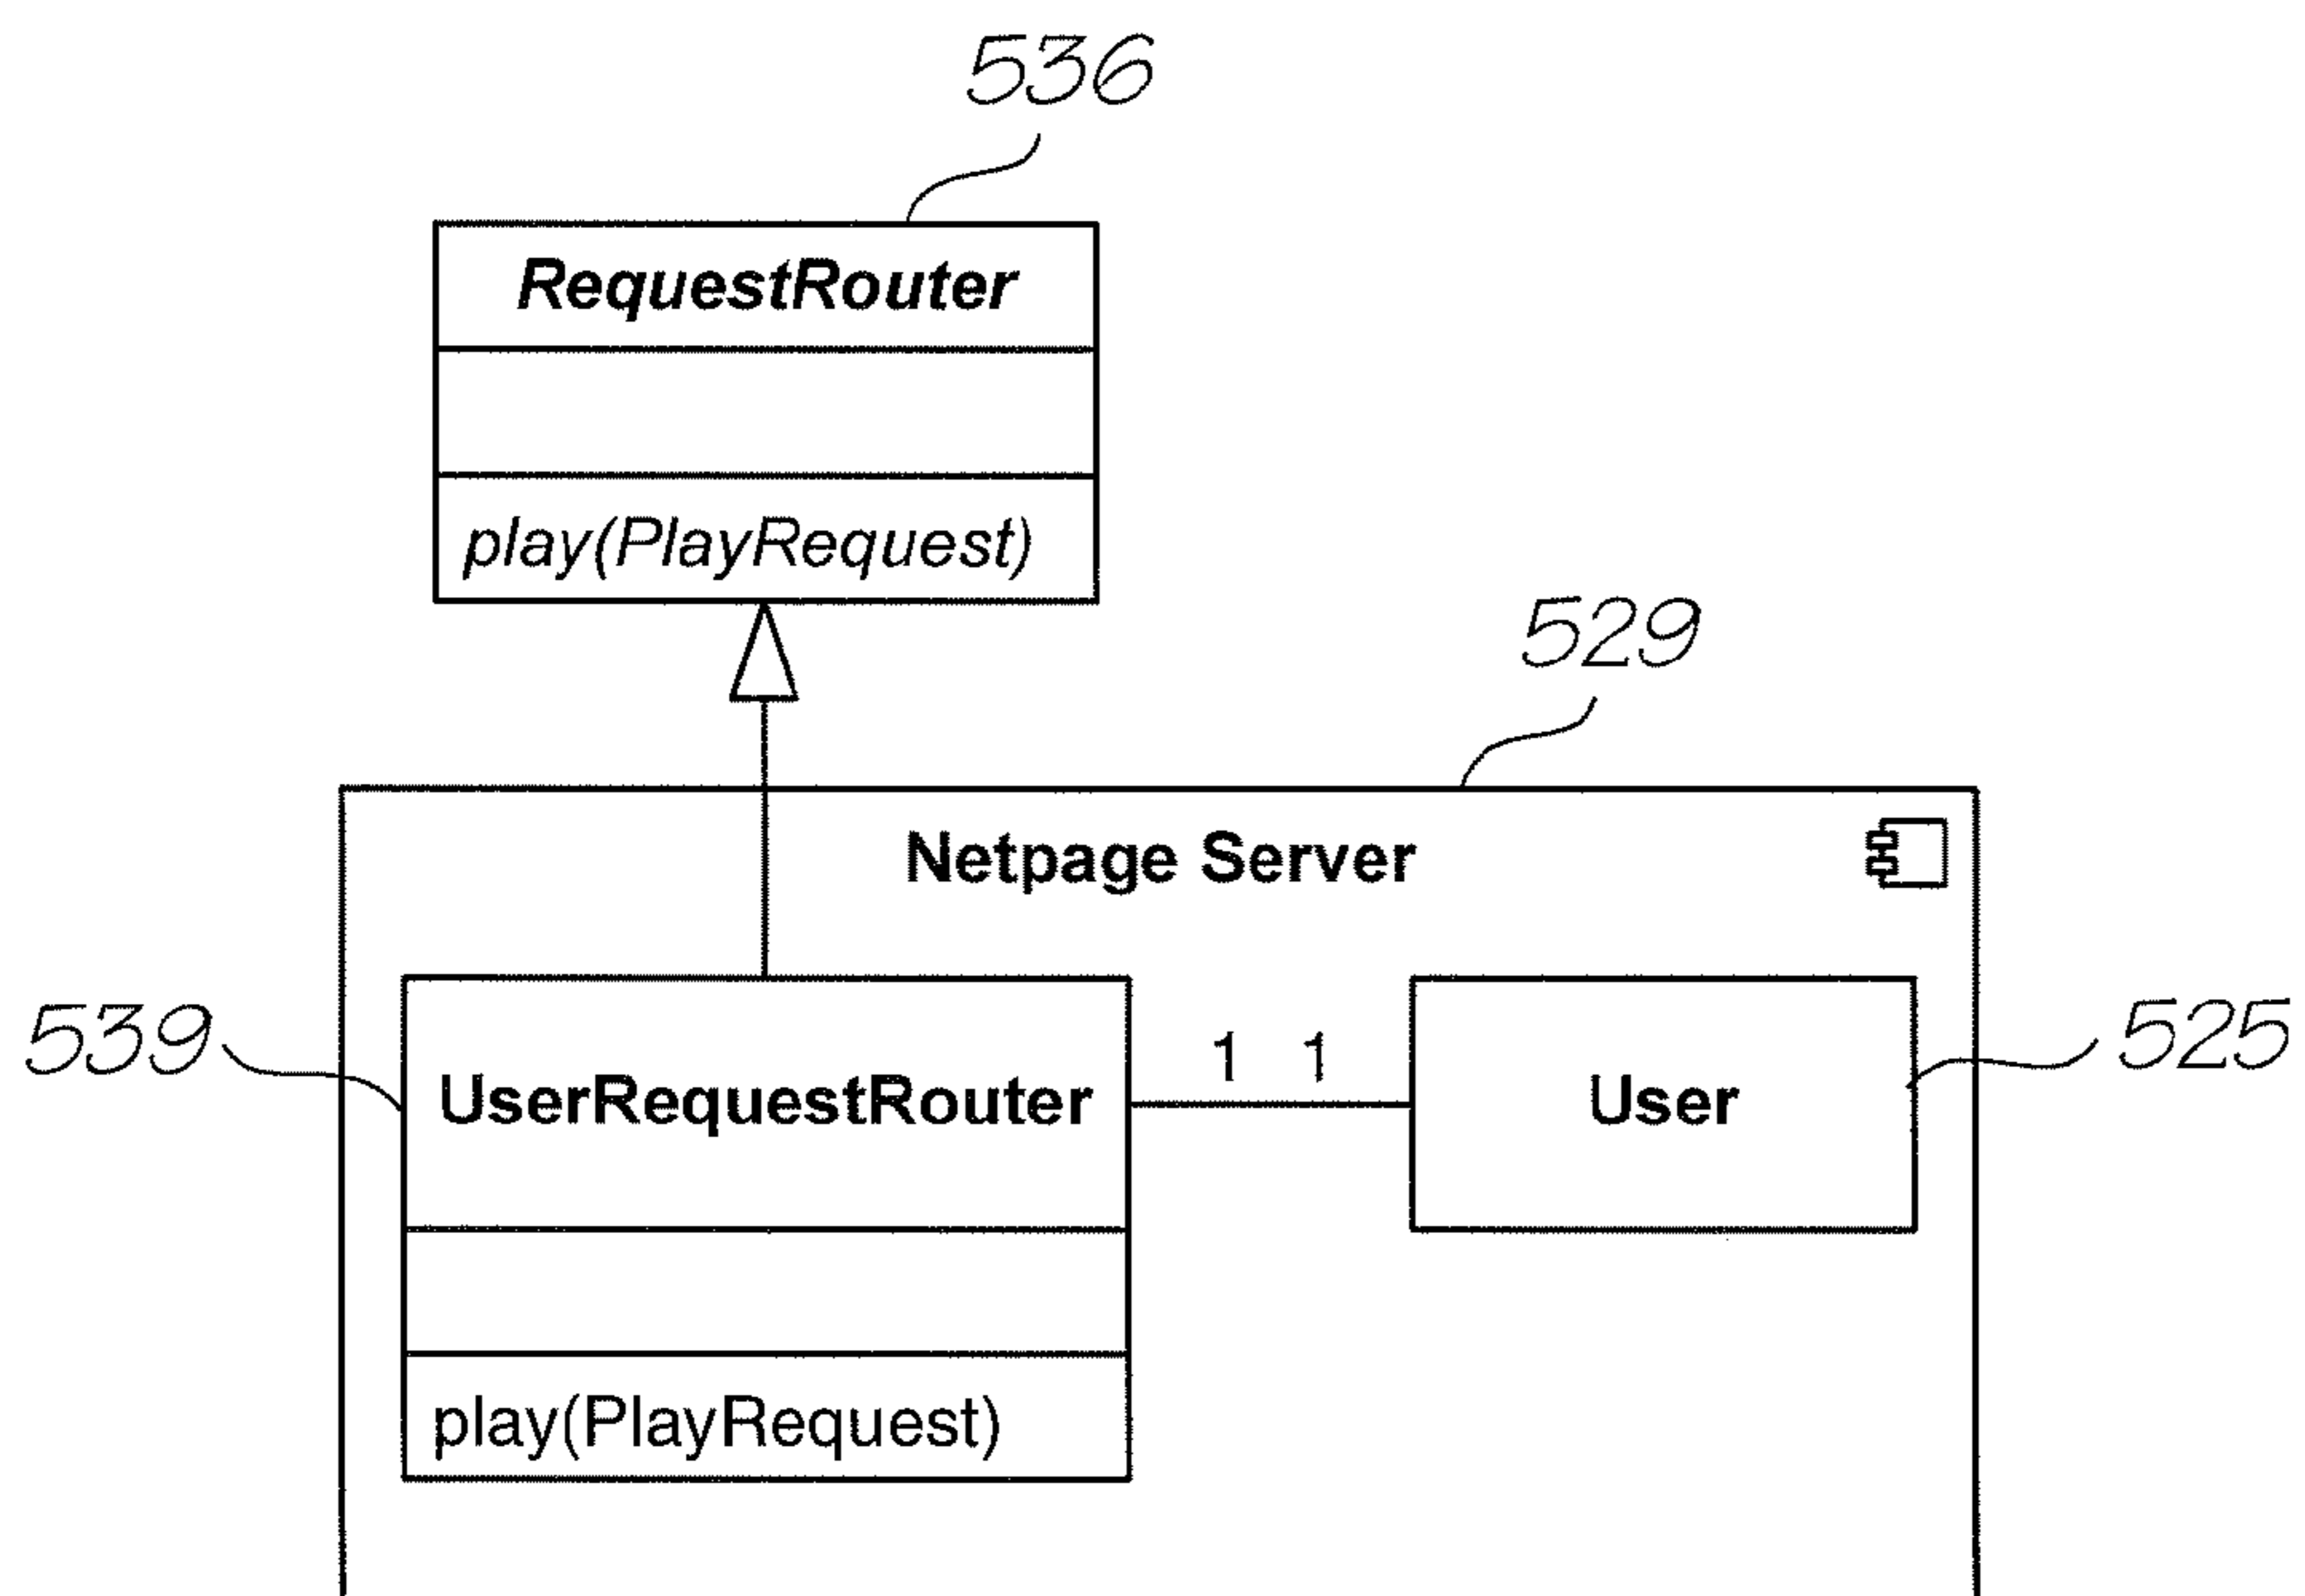 536
RequestRouter
play(PlayRequest)
529
Netpage Server
539
UserRequestRouter
1 1
User
525
play(PlayRequest)